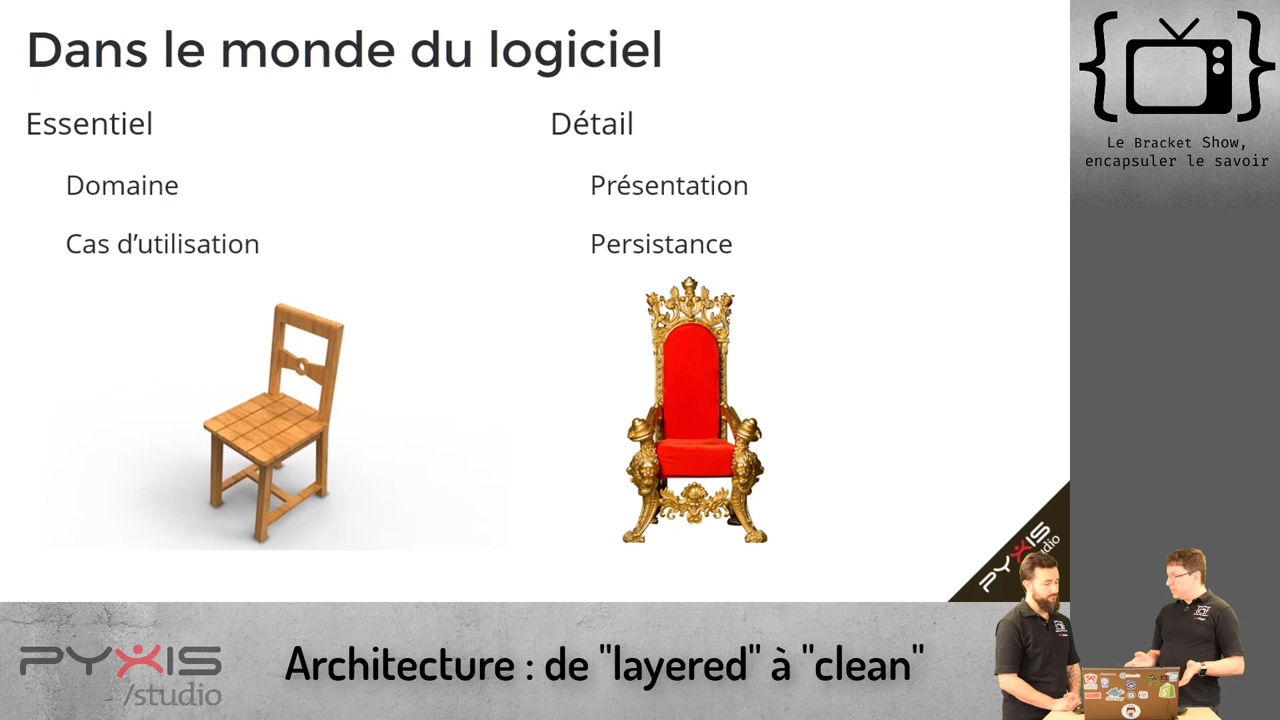 Dans le monde du logiciel
Essentiel
Détail
Domaine
Présentation
Cas d’utilisation
Persistance
Le Bracket Show,
encapsuler le savoir
PYXIS
PYXIS
/studio
Architecture : de "layered" à "clean"